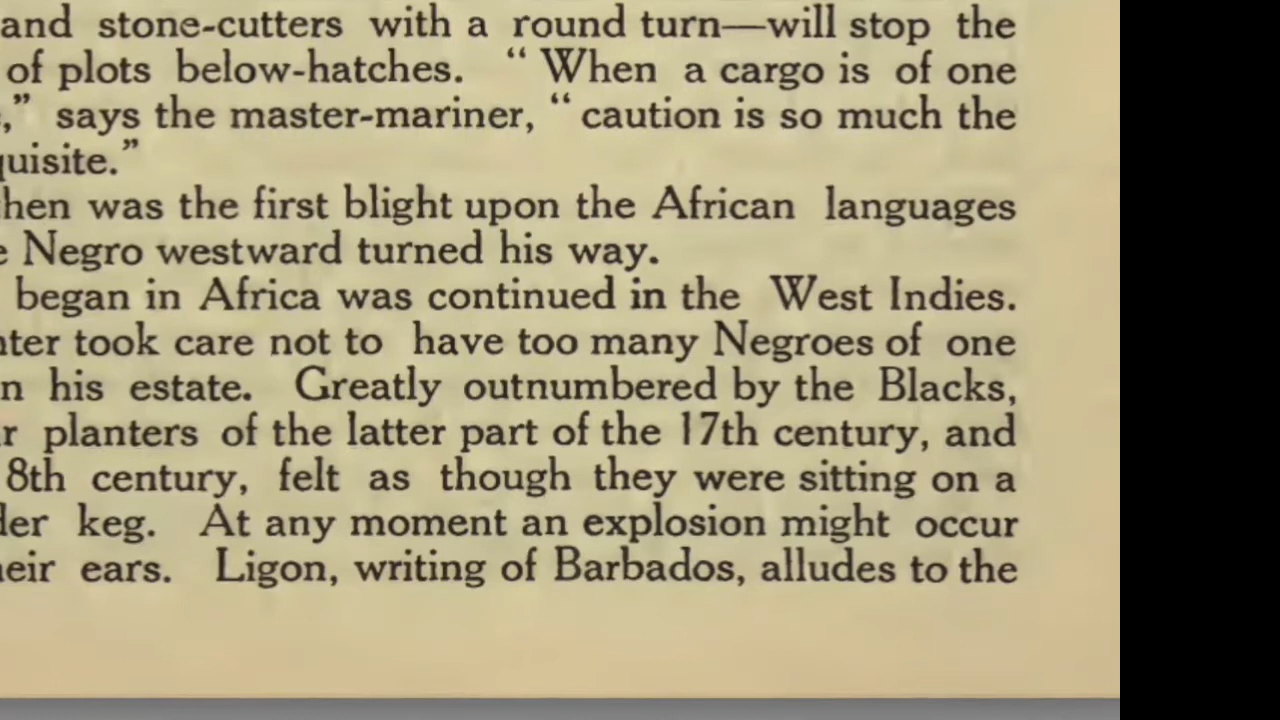 and stone-cutters with a round turn—will stop the
of plots below-hatches. “ When a cargo is of one
,” says the master-mariner, “ caution is so much the
quisite.”
hen was the first blight upon the African languages
Negro westward turned his way.
began in Africa was continued in the West Indies.
nter took care not to have too many Negroes of one
n his estate. Greatly outnumbered by the Blacks,
r planters of the latter part of the 17th century, and
8th century, felt as though they were sitting on a
der keg. At any moment an explosion might occur
heir ears. Ligon, writing of Barbados, alludes to the